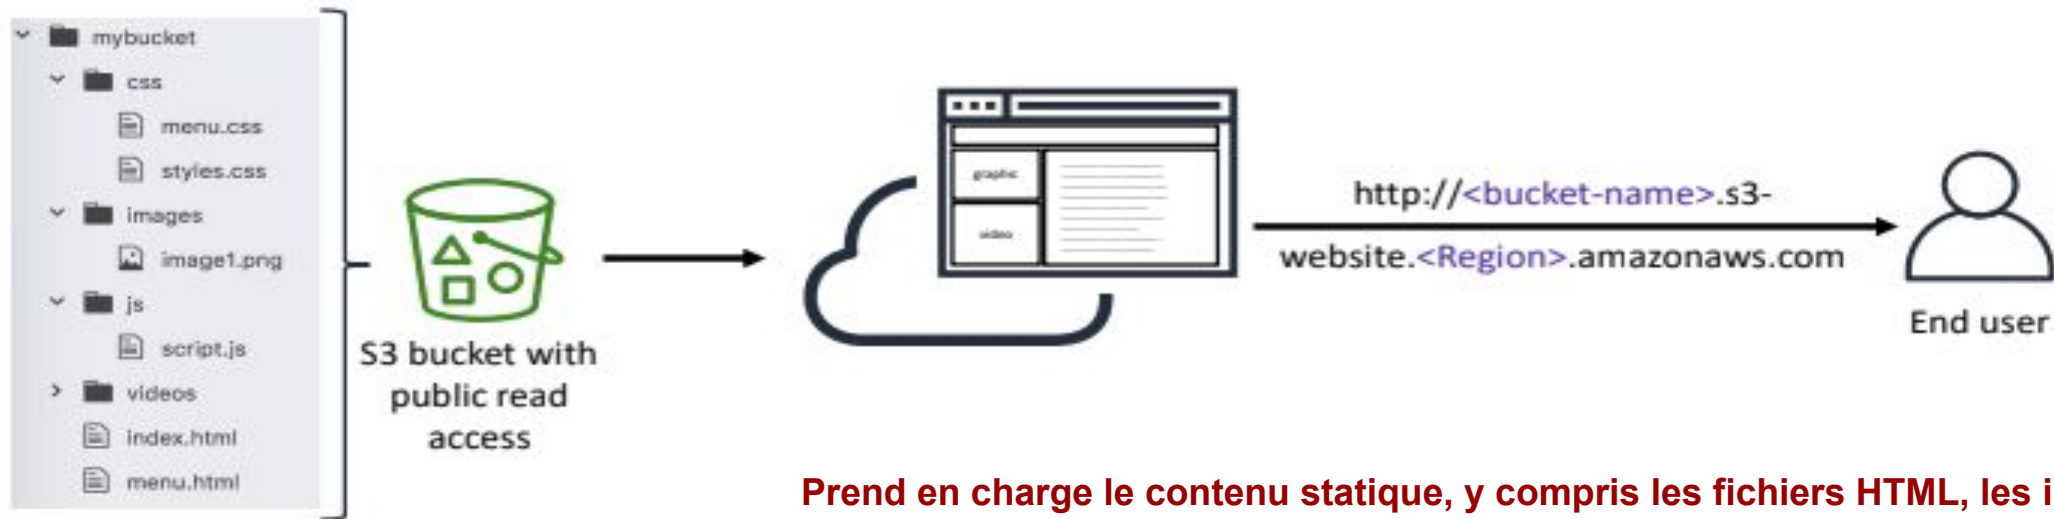 mybucket
css
menu.css
styles.css
images
image1.png
js
script.js
videos
index.html
menu.html
S3 bucket with
public read
access
graphic
video
http://<bucket-name>.s3-
website.<Region>.amazonaws.com
End user
Prend en charge le contenu statique, y compris les fichiers HTML, les i